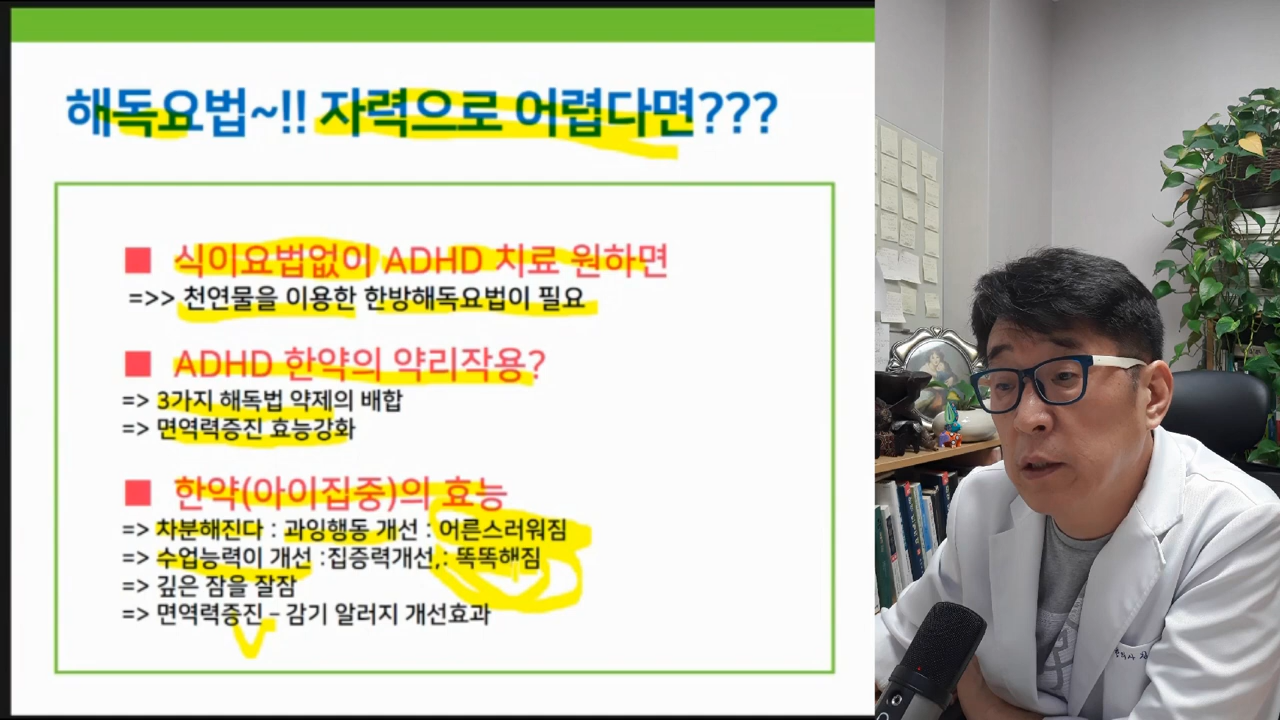 해독요법~!! 자력으로 어렵다면???
■ 식이요법없이 ADHD 치료 원하면
=>> 천연물을 이용한 한방해독요법이 필요
■ ADHD 한약의 약리작용?
=> 3가지 해독법 약제의 배합
=> 면역력증진 효능강화
■ 한약(아이집중)의 효능
=> 차분해진다 : 과잉행동 개선 : 어른스러워짐
=> 수업능력이 개선 :집증력개선,: 똑똑해짐
=> 깊은 잠을 잘잠
=> 면역력증진 – 감기 알러지 개선효과